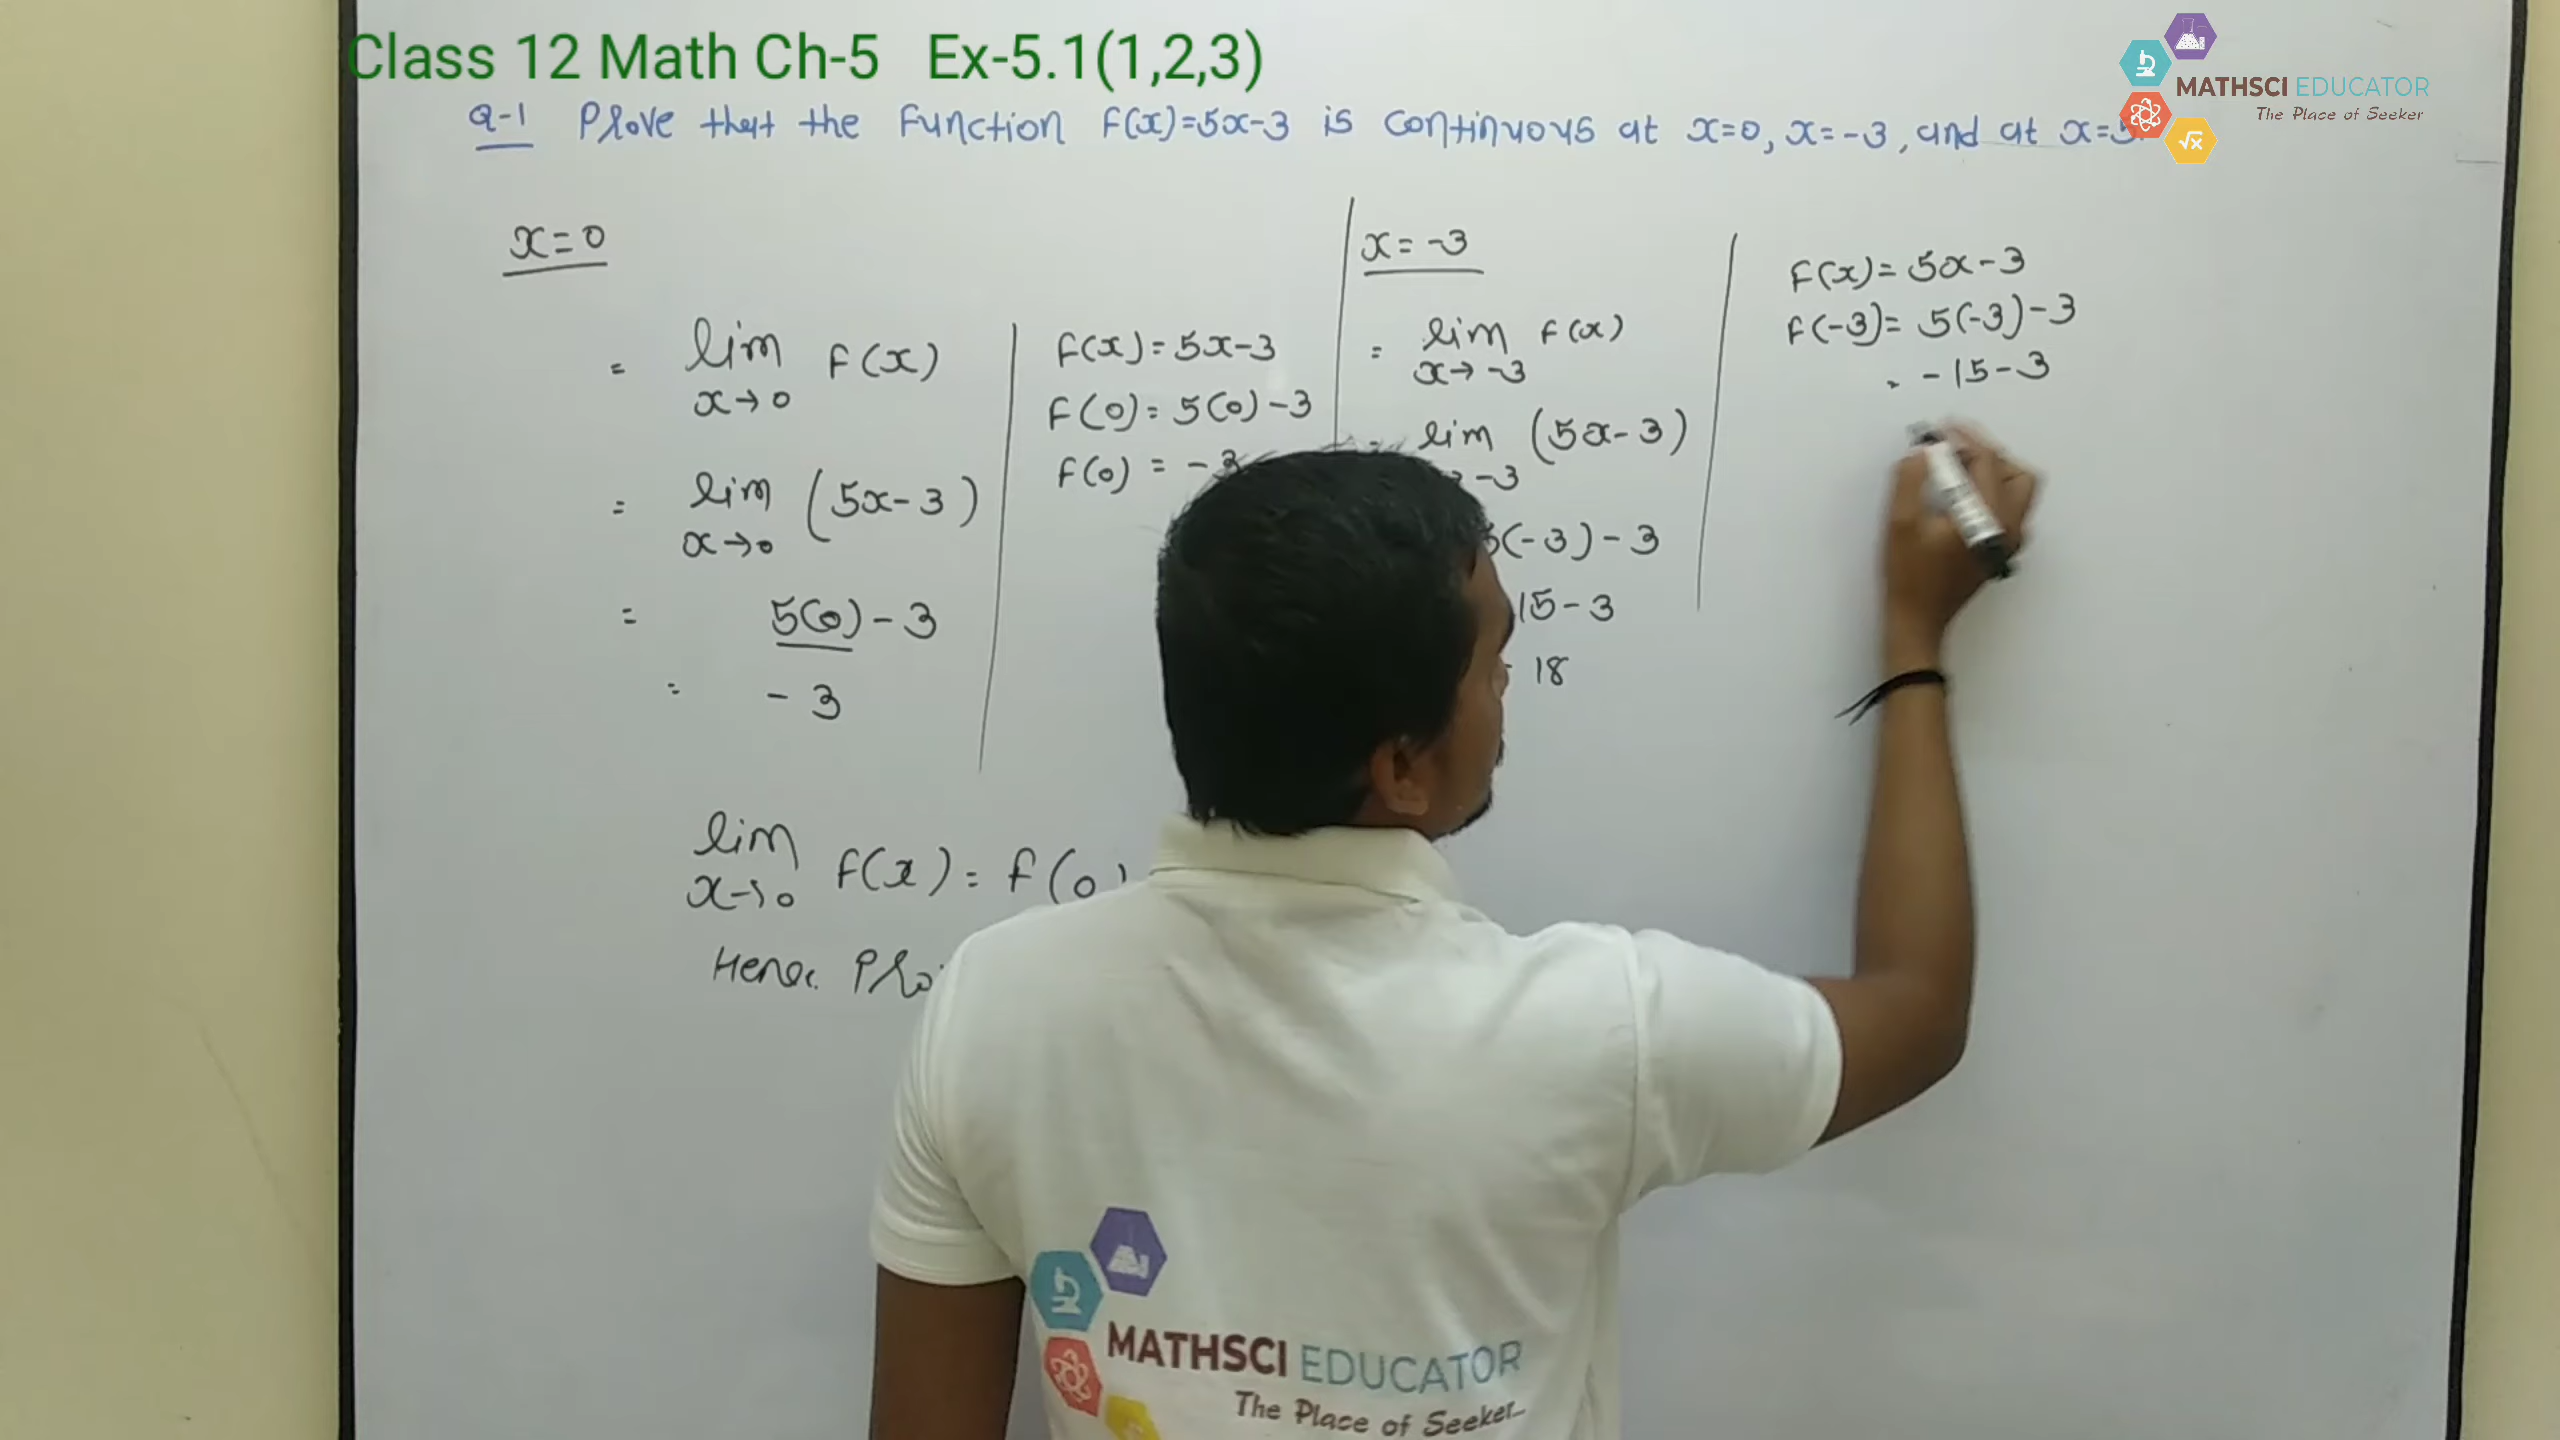 Class 12 Math Ch-5 Ex-5.1(1,2,3)
MATHSCI EDUCATOR
The Place of Seeker
Q-1 Prove that the Function F(x)=5x-3 is continuous at x=0, x=-3, and at x=5
x=0
= lim F(x)
x→0
= lim (5x-3)
x→0
= 5(0)-3
= -3
F(x)=5x-3
F(0)=5(0)-3
F(0) = -3
lim F(x) = F(0)
x→0
Hence
x=-3
= lim F(x)
x→-3
lim (5x-3)
-3
5(-3)-3
15-3
18
F(x)=5x-3
F(-3)=5(-3)-3
= -15-3
MATHSCI EDUCATOR
The Place of Seeker...